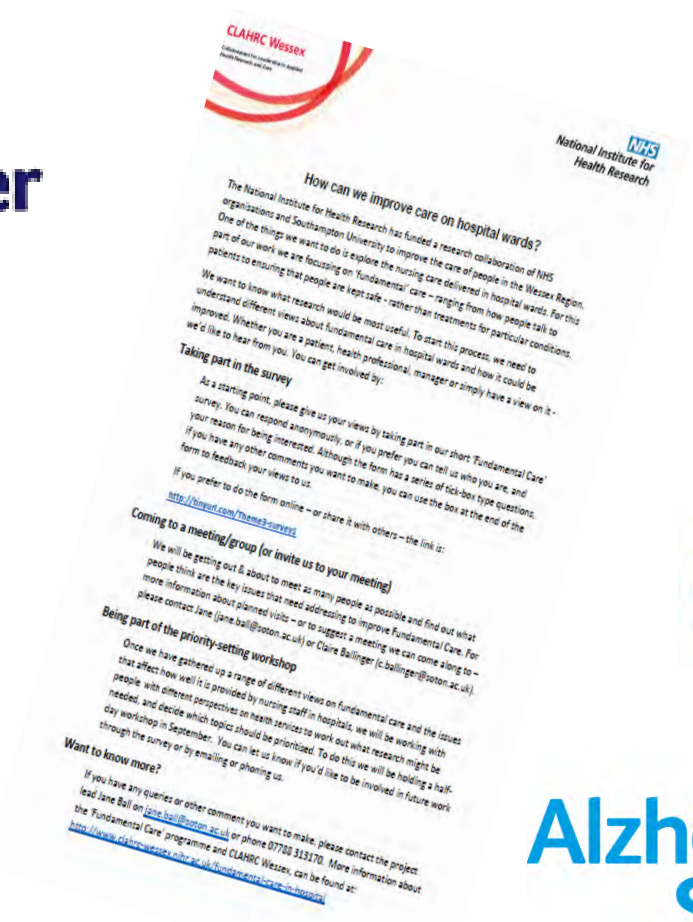 er
CLAHRC Wessex
Collaboration for Leadership in Applied
Health Research and Care
NHS
National Institute for
Health Research
How can we improve care on hospital wards?
The National Institute for Health Research has funded a research collaboration of NHS
organisations and Southampton University to improve the care of people in the Wessex Region.
One of the things we want to do is explore the nursing care delivered in hospital wards. For this
part of our work we are focussing on 'fundamental' care – ranging from how people talk to
patients to ensuring that people are kept safe - rather than treatments for particular conditions.
We want to know what research would be most useful. To start this process, we need to
understand different views about fundamental care in hospital wards and how it could be
improved. Whether you are a patient, health professional, manager or simply have a view on it -
we'd like to hear from you. You can get involved by:
Taking part in the survey
As a starting point, please give us your views by taking part in our short 'Fundamental Care'
survey. You can respond anonymously, or if you prefer you can tell us who you are, and
your reason for being interested. Although the form has a series of tick-box type questions,
if you have any other comments you want to make, you can use the box at the end of the
form to feedback your views to us.
If you prefer to do the form online – or share it with others – the link is:
http://tinyurl.com/Theme3-survey1
Coming to a meeting/group (or invite us to your meeting)
We will be getting out & about to meet as many people as possible and find out what
people think are the key issues that need addressing to improve Fundamental Care. For
more information about planned visits – or to suggest a meeting we can come along to –
please contact Jane (jane.ball@soton.ac.uk) or Claire Ballinger (c.ballinger@soton.ac.uk).
Being part of the priority-setting workshop
Once we have gathered up a range of different views on fundamental care and the issues
that affect how well it is provided by nursing staff in hospitals, we will be working with
people with different perspectives on health services to work out what research might be
needed, and decide which topics should be prioritised. To do this we will be holding a half-
day workshop in September. You can let us know if you'd like to be involved in future work
through the survey or by emailing or phoning us.
Want to know more?
If you have any queries or other comment you want to make, please contact the project
lead Jane Ball on jane.ball@soton.ac.uk or phone 07788 313170. More information about
the 'Fundamental Care' programme and CLAHRC Wessex, can be found at:
http://www.clahrc-wessex.nihr.ac.uk/fundamental-care-in-hospital
Alzh